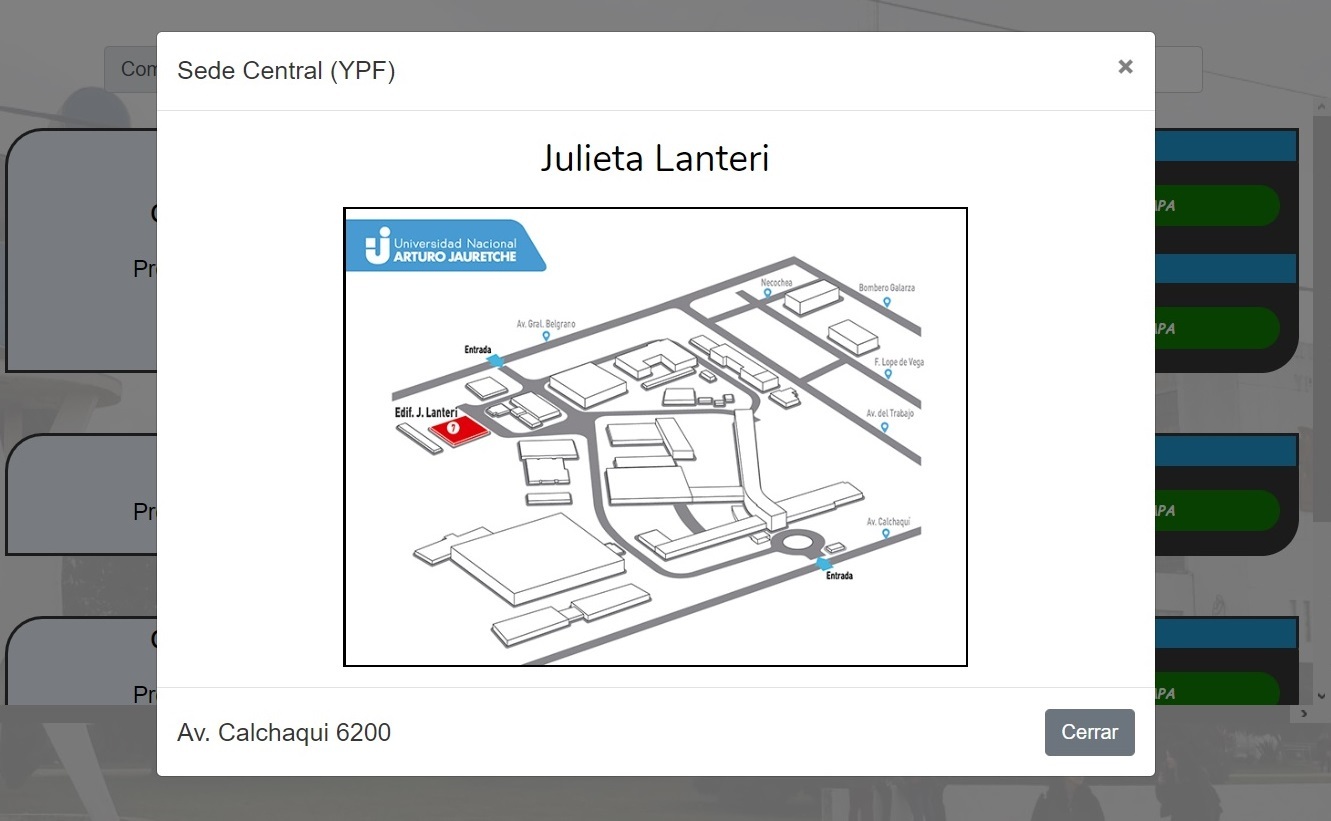 Sede Central (YPF)
×
Julieta Lanteri
Universidad Nacional
ARTURO JAURETCHE
Necochea
Bombero Galarza
Av. Gral. Belgrano
Entrada
F. Lope de Vega
Edif. J. Lanteri
7
Av. del Trabajo
Av. Calchaquí
Entrada
Av. Calchaqui 6200
Cerrar